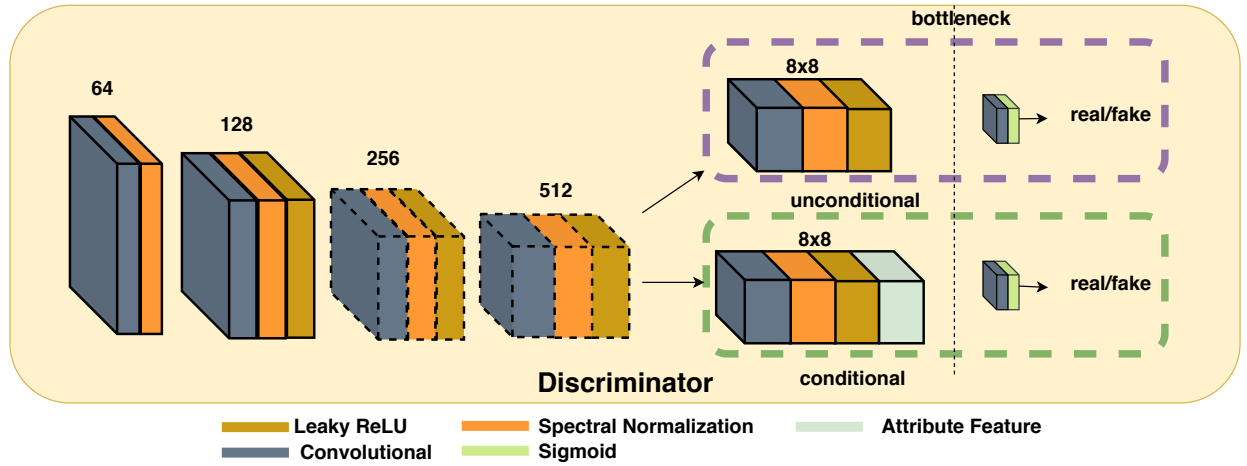 bottleneck
64
128
256
512
8x8
real/fake
unconditional
8x8
real/fake
conditional
Discriminator
Leaky ReLU
Spectral Normalization
Attribute Feature
Convolutional
Sigmoid